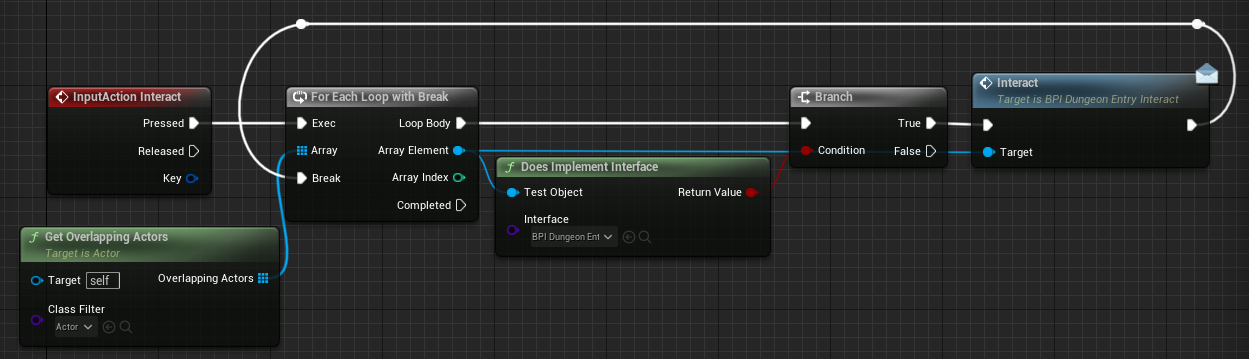 InputAction Interact
Pressed
Released
Key
For Each Loop with Break
Exec
Loop Body
Array
Array Element
Array Index
Break
Completed
Does Implement Interface
Test Object
Return Value
Interface
BPI Dungeon Ent
Branch
True
Condition
False
Interact
Target is BPI Dungeon Entry Interact
Target
Get Overlapping Actors
Target is Actor
Target self
Overlapping Actors
Class Filter
Actor